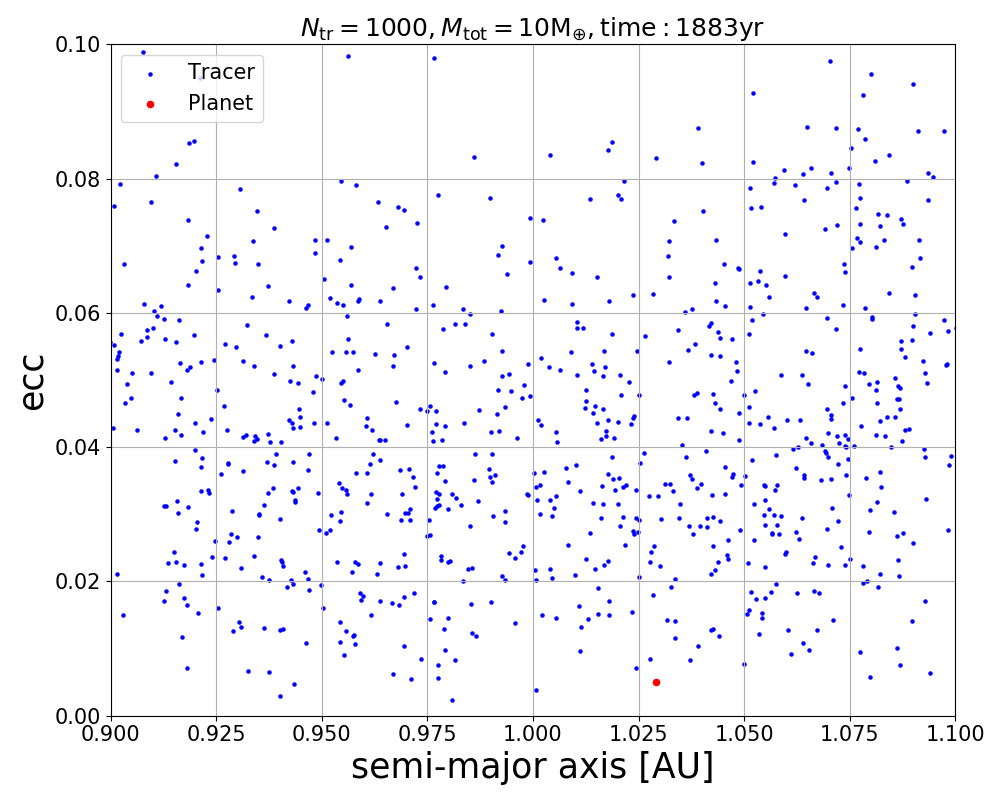 N_tr = 1000, M_tot = 10M_⊕, time : 1883yr
0.10
Tracer
Planet
0.08
0.06
ecc
0.04
0.02
0.00
0.900 0.925 0.950 0.975 1.000 1.025 1.050 1.075 1.100
semi-major axis [AU]